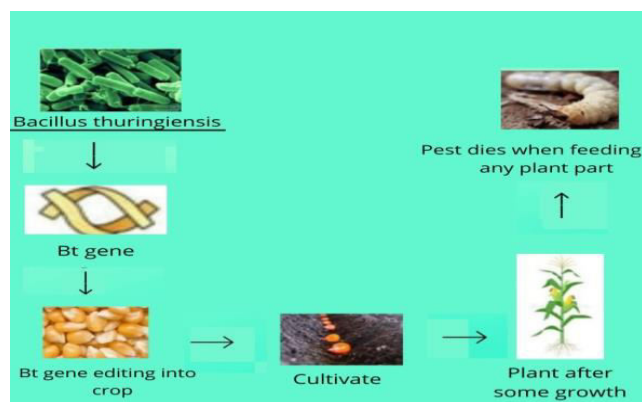 Bacillus thuringiensis
Bt gene
Bt gene editing into
crop
Cultivate
Plant after
some growth
Pest dies when feeding
any plant part